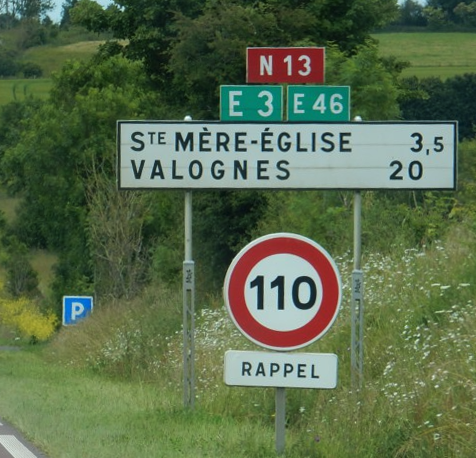 N 13
E 3 E 46
STE MÈRE-ÉGLISE 3,5
VALOGNES 20
110
P
RAPPEL